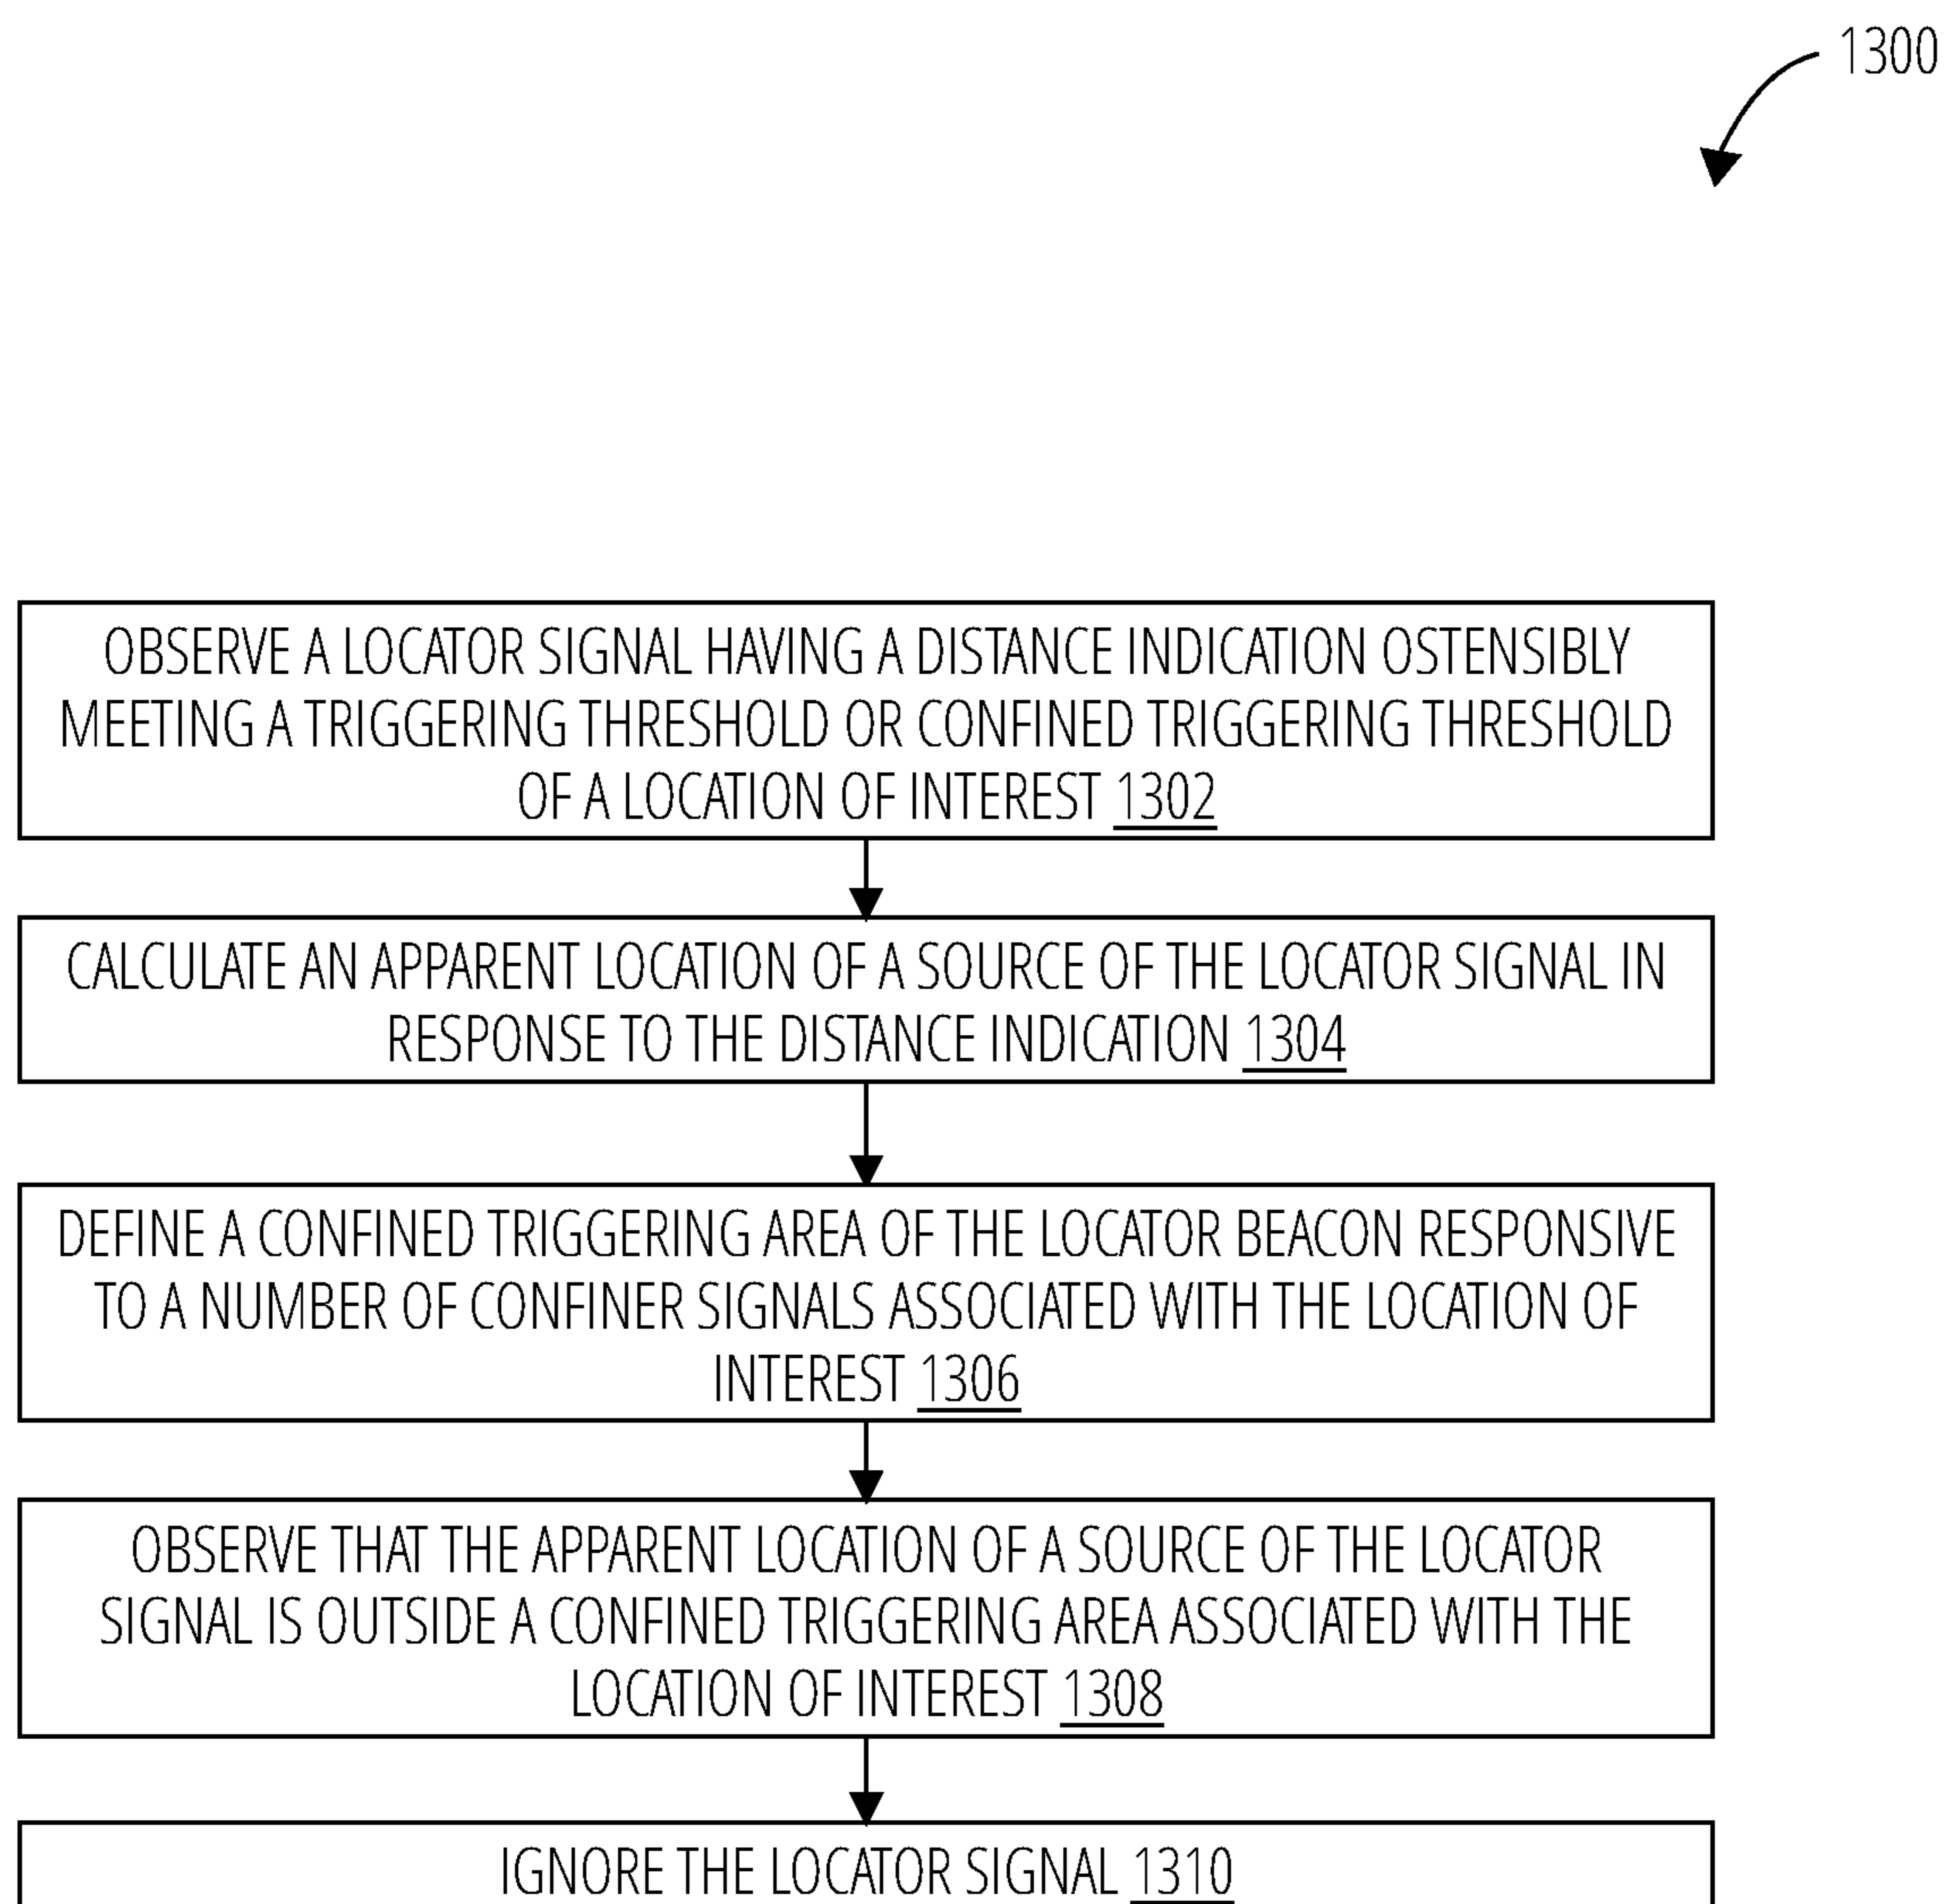 1300
OBSERVE A LOCATOR SIGNAL HAVING A DISTANCE INDICATION OSTENSIBLY
MEETING A TRIGGERING THRESHOLD OR CONFINED TRIGGERING THRESHOLD
OF A LOCATION OF INTEREST 1302
CALCULATE AN APPARENT LOCATION OF A SOURCE OF THE LOCATOR SIGNAL IN
RESPONSE TO THE DISTANCE INDICATION 1304
DEFINE A CONFINED TRIGGERING AREA OF THE LOCATOR BEACON RESPONSIVE
TO A NUMBER OF CONFINER SIGNALS ASSOCIATED WITH THE LOCATION OF
INTEREST 1306
OBSERVE THAT THE APPARENT LOCATION OF A SOURCE OF THE LOCATOR
SIGNAL IS OUTSIDE A CONFINED TRIGGERING AREA ASSOCIATED WITH THE
LOCATION OF INTEREST 1308
IGNORE THE LOCATOR SIGNAL 1310